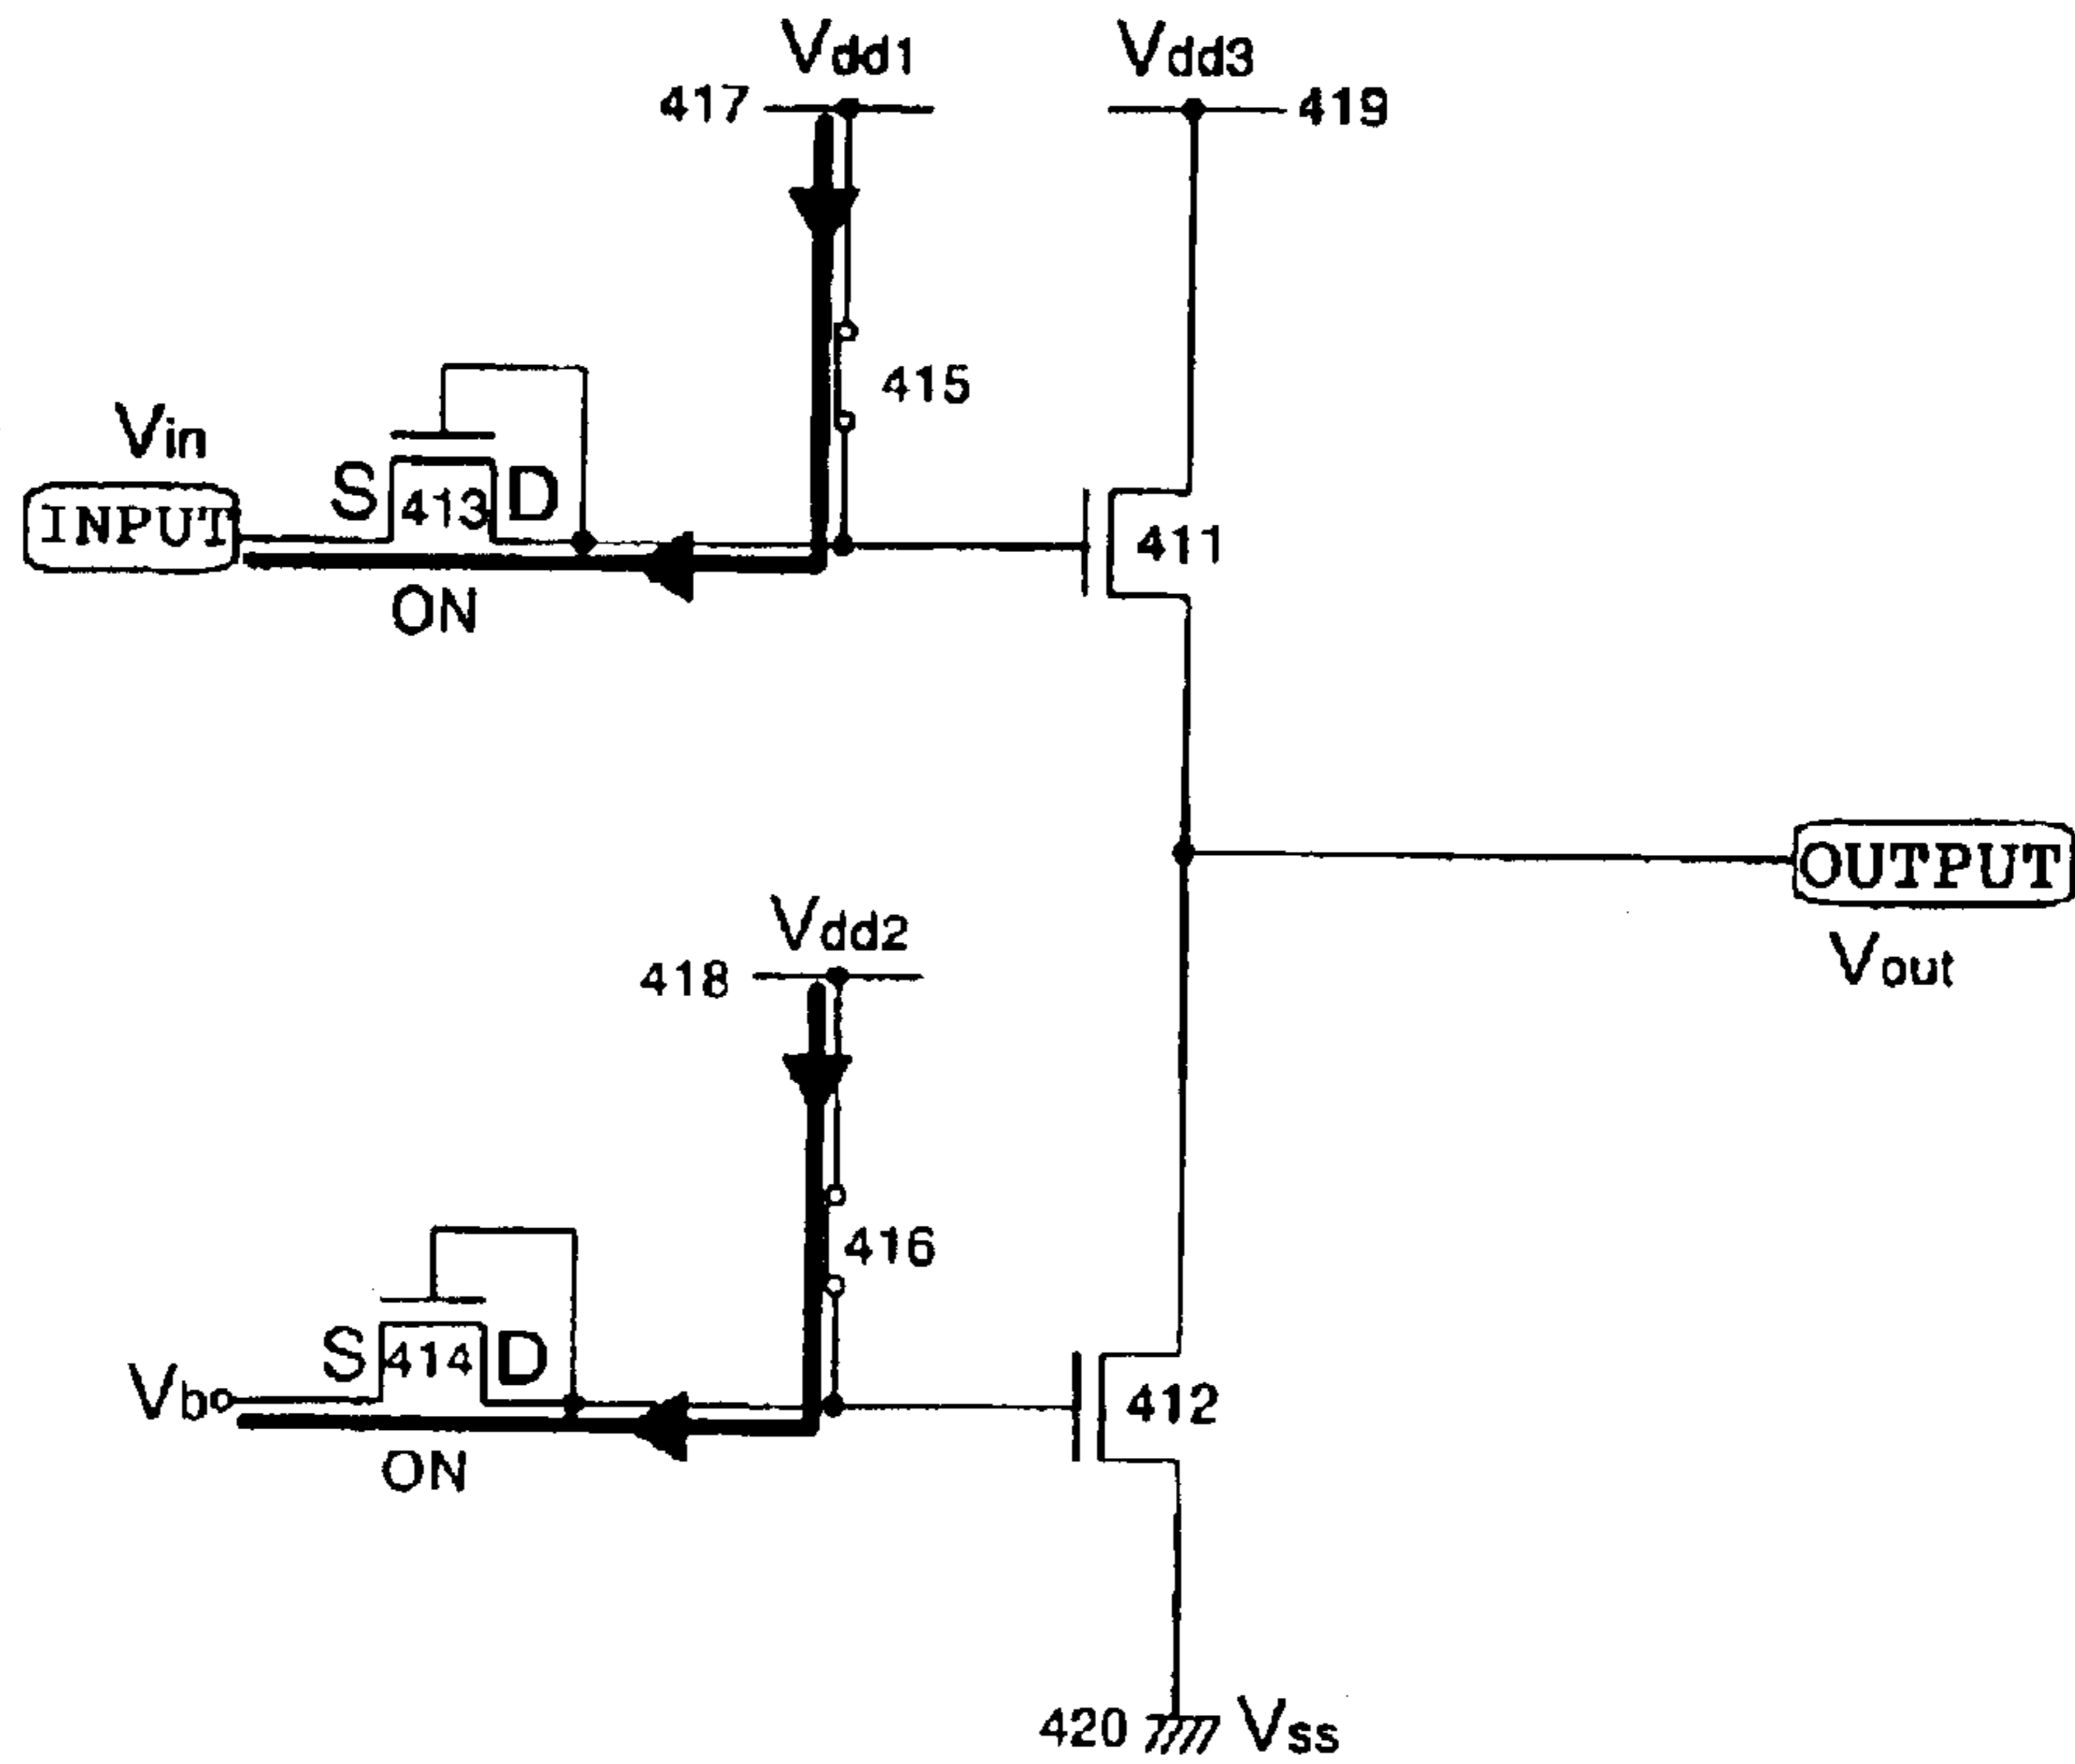 Vdd1 Vdd3
417 419
415
Vin
S 413 D
INPUT
411
ON
OUTPUT
Vdd2
418
Vout
416
S 414 D
Vb
412
ON
420 Vss